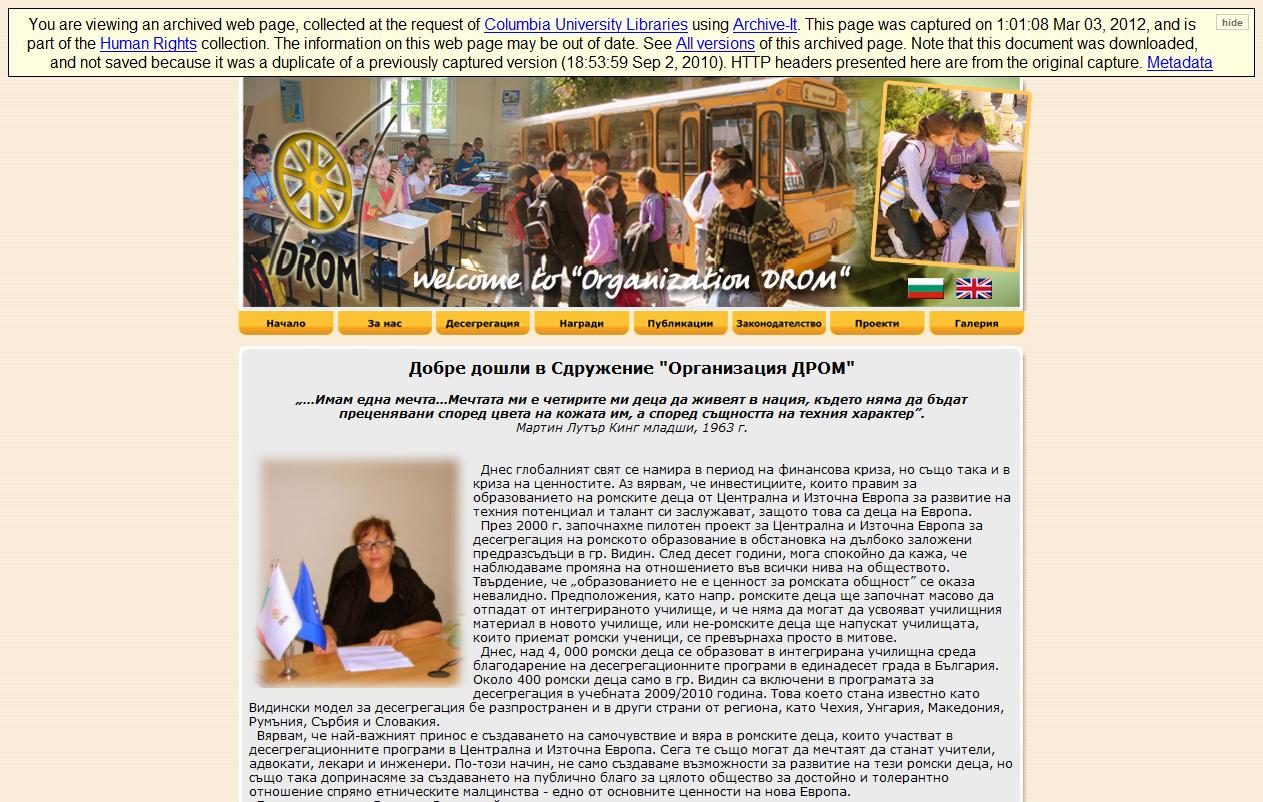 You are viewing an archived web page, collected at the request of Columbia University Libraries using Archive-It. This page was captured on 1:01:08 Mar 03, 2012, and is
part of the Human Rights collection. The information on this web page may be out of date. See All versions of this archived page. Note that this document was downloaded,
and not saved because it was a duplicate of a previously captured version (18:53:59 Sep 2, 2010). HTTP headers presented here are from the original capture. Metadata
hide
DROM
Welcome to “Organization DROM“
Начало
За нас
Десегрегация
Награди
Публикации
Законодателство
Проекти
Галерия
Добре дошли в Сдружение "Организация ДРОМ"
„...Имам една мечта...Мечтата ми е четирите ми деца да живеят в нация, където няма да бъдат
преценявани според цвета на кожата им, а според същността на техния характер”.
Мартин Лутър Кинг младши, 1963 г.
Днес глобалният свят се намира в период на финансова криза, но също така и в
криза на ценностите. Аз вярвам, че инвестициите, които правим за
образованието на ромските деца от Централна и Източна Европа за развитие на
техния потенциал и талант си заслужават, защото това са деца на Европа.
През 2000 г. започнахме пилотен проект за Централна и Източна Европа за
десегрегация на ромското образование в обстановка на дълбоко заложени
предразсъдъци в гр. Видин. След десет години, мога спокойно да кажа, че
наблюдаваме промяна на отношението във всички нива на обществото.
Твърдение, че „образованието не е ценност за ромската общност” се оказа
невалидно. Предположения, като напр. ромските деца ще започнат масово да
отпадат от интегрираното училище, и че няма да могат да усвояват училищния
материал в новото училище, или не-ромските деца ще напускат училищата,
които приемат ромски ученици, се превърнаха просто в митове.
Днес, над 4, 000 ромски деца се образоват в интегрирана училищна среда
благодарение на десегрегационните програми в единадесет града в България.
Около 400 ромски деца само в гр. Видин са включени в програмата за
десегрегация в учебната 2009/2010 година. Това което стана известно като
Видински модел за десегрегация бе разпространен и в други страни от региона, като Чехия, Унгария, Македония,
Румъния, Сърбия и Словакия.
Вярвам, че най-важният принос е създаването на самочувствие и вяра в ромските деца, които участват в
десегрегационните програми в Централна и Източна Европа. Сега те също могат да мечтаят да станат учители,
адвокати, лекари и инженери. По-този начин, не само създаваме възможности за развитие на тези ромски деца, но
също така допринасяме за създаването на публично благо за цялото общество за достойно и толерантно
отношение спрямо етническите малцинства - едно от основните ценности на нова Европа.